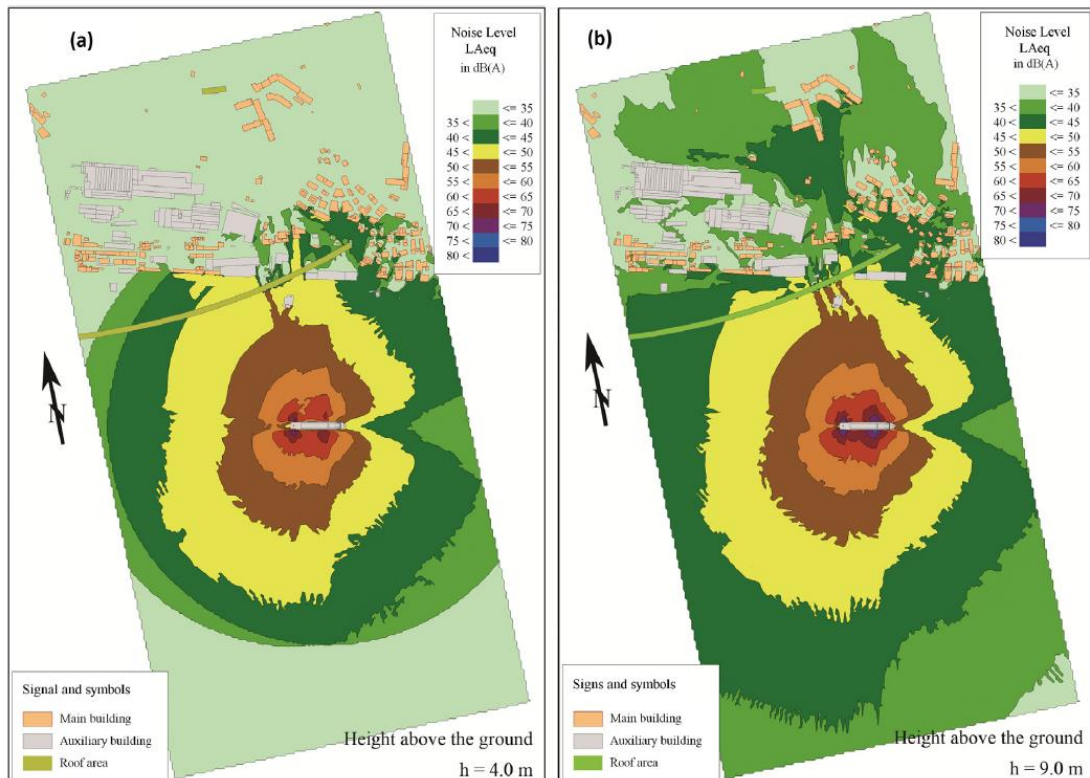 (a)
Noise Level
LAeq
in dB(A)
<= 35
35 < <= 40
40 < <= 45
45 < <= 50
50 < <= 55
55 < <= 60
60 < <= 65
65 < <= 70
70 < <= 75
75 < <= 80
80 <
N
Signal and symbols
Main building
Auxiliary building
Roof area
Height above the ground
h = 4.0 m
(b)
Noise Level
LAeq
in dB(A)
<= 35
35 < <= 40
40 < <= 45
45 < <= 50
50 < <= 55
55 < <= 60
60 < <= 65
65 < <= 70
70 < <= 75
75 < <= 80
80 <
N
Signs and symbols
Main building
Auxiliary building
Roof area
Height above the ground
h = 9.0 m